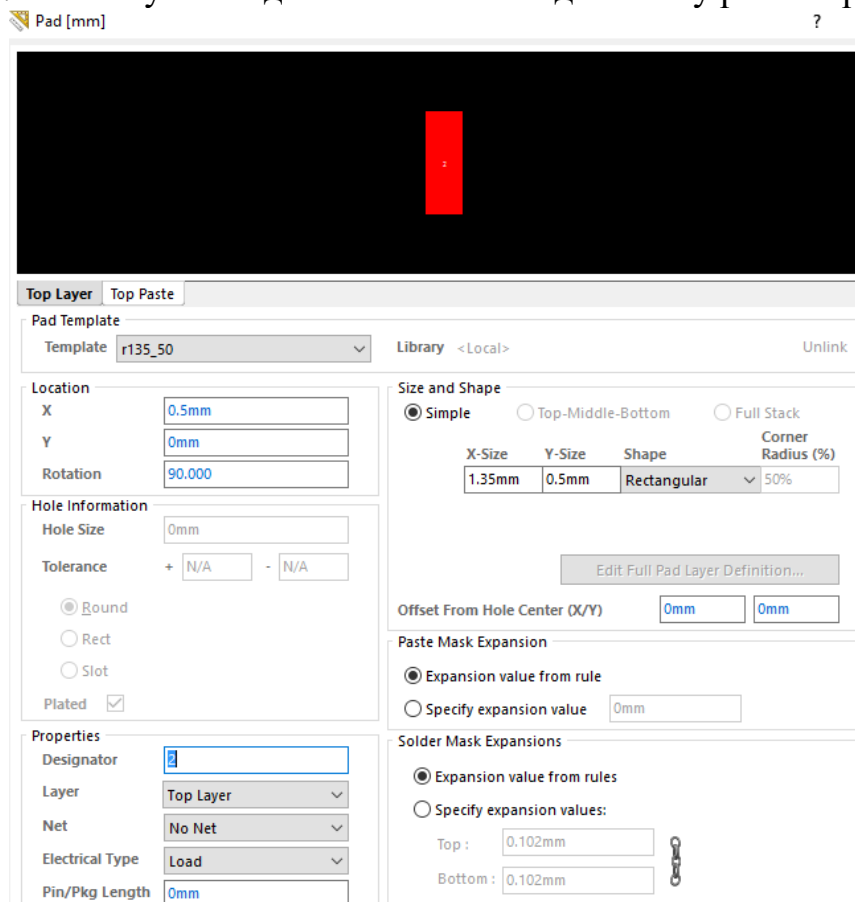 Pad [mm] ?
2
Top Layer Top Paste
Pad Template
Template r135_50 Library <Local> Unlink
Location
X 0.5mm
Y 0mm
Rotation 90.000
Size and Shape
Simple Top-Middle-Bottom Full Stack
X-Size Y-Size Shape Corner Radius (%)
1.35mm 0.5mm Rectangular 50%
Edit Full Pad Layer Definition...
Offset From Hole Center (X/Y) 0mm 0mm
Hole Information
Hole Size 0mm
Tolerance + N/A - N/A
Round
Rect
Slot
Plated
Paste Mask Expansion
Expansion value from rule
Specify expansion value 0mm
Properties
Designator 2
Layer Top Layer
Net No Net
Electrical Type Load
Pin/Pkg Length 0mm
Solder Mask Expansions
Expansion value from rules
Specify expansion values:
Top : 0.102mm
Bottom : 0.102mm